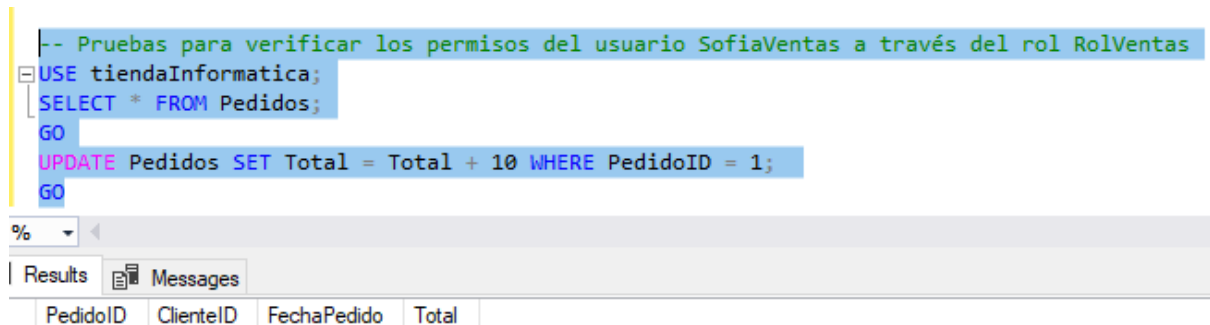 -- Pruebas para verificar los permisos del usuario SofiaVentas a través del rol RolVentas
USE tiendaInformatica;
SELECT * FROM Pedidos;
GO
UPDATE Pedidos SET Total = Total + 10 WHERE PedidoID = 1;
GO
%
Results Messages
PedidoID ClienteID FechaPedido Total